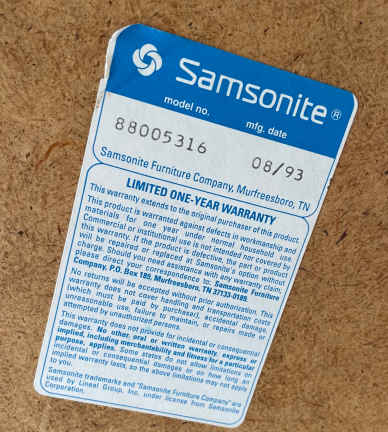 Samsonite®
model no. mfg. date
88005316 08/93
Samsonite Furniture Company, Murfreesboro, TN
LIMITED ONE-YEAR WARRANTY
This warranty extends to the original purchaser of this product.
This product is warranted against defects in workmanship and
materials for one year under normal household use.
Commercial or institutional use is not intended nor covered by
this warranty. If the product is defective, the part or product
will be repaired or replaced at Samsonite's option without
charge. Should you need assistance with any warranty claim,
please direct your correspondence to: Samsonite Furniture
Company, P.O. Box 189, Murfreesboro, TN 37133-0189.
No returns will be accepted without prior authorization. This
warranty does not cover handling and transportation costs
(which must be paid by purchaser), accidental damage,
unreasonable use, failure to maintain, or repairs made or
attempted by unauthorized persons.
This warranty does not provide for incidental or consequential
damages. No other, oral or written warranty, express or
implied, including merchantability and fitness for a particular
purpose, applies. Some states do not allow limitations on
incidental or consequential damages or on how long an
implied warranty lasts, so the above limitations may not apply.
Samsonite trademarks and "Samsonite Furniture Company" are
used by Lineal Group, Inc. under license from Samsonite
Corporation.